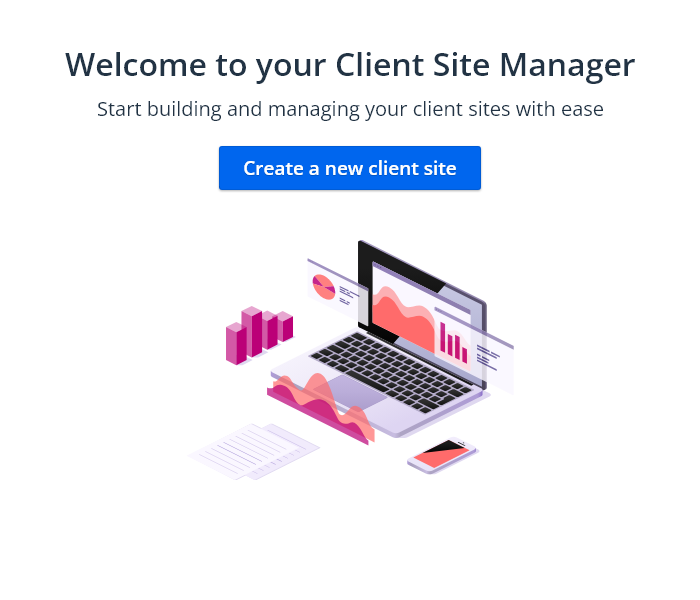 Welcome to your Client Site Manager
Start building and managing your client sites with ease
Create a new client site